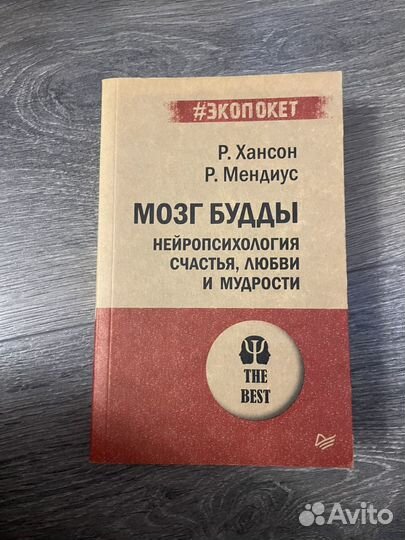 #ЭКОПОКЕТ
Р. Хансон
Р. Мендиус
МОЗГ БУДДЫ
НЕЙРОПСИХОЛОГИЯ
СЧАСТЬЯ, ЛЮБВИ
И МУДРОСТИ
Ψ
THE
BEST
Avito